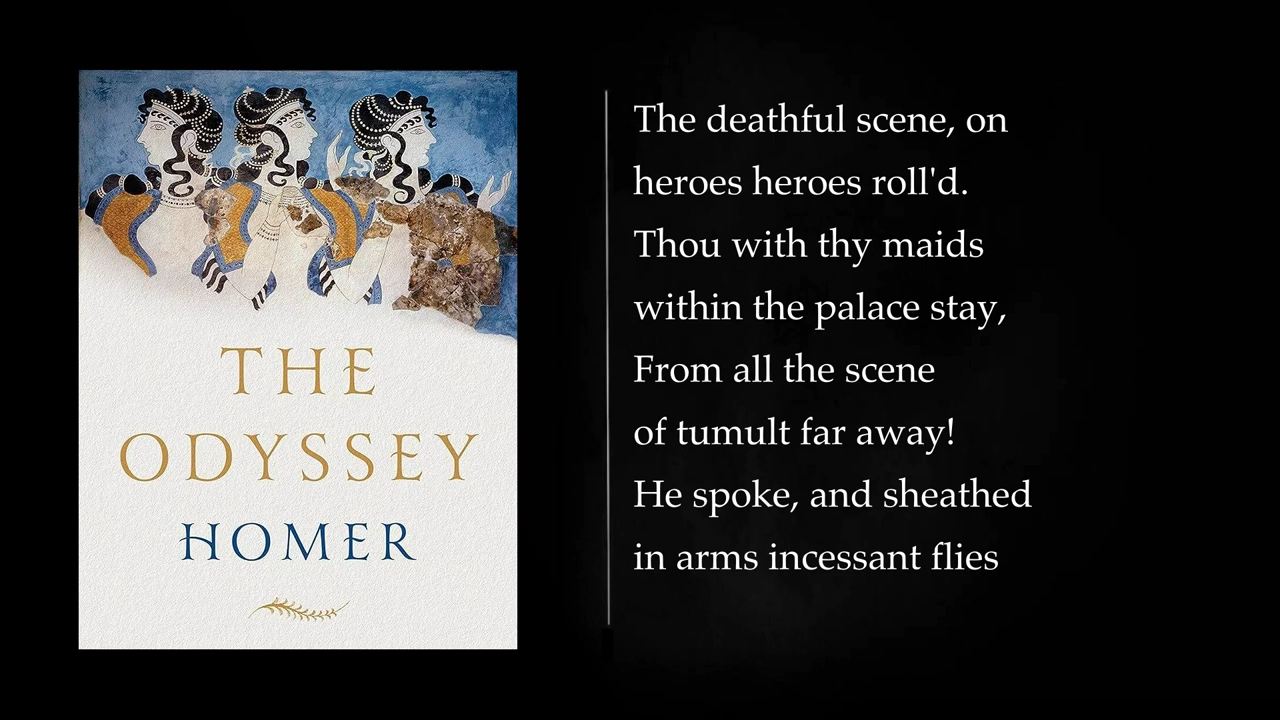 THE
ODYSSEY
HOMER
The deathful scene, on
heroes heroes roll'd.
Thou with thy maids
within the palace stay,
From all the scene
of tumult far away!
He spoke, and sheathed
in arms incessant flies